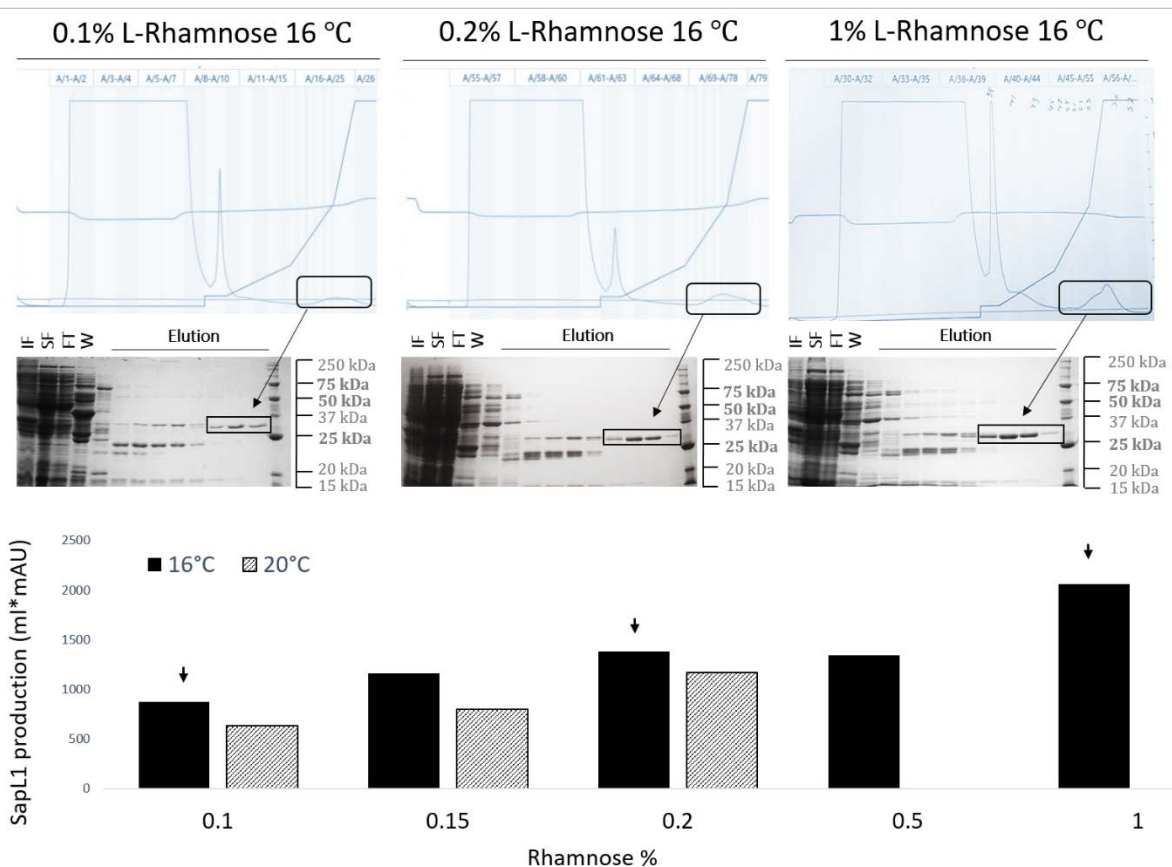 0.1% L-Rhamnose 16 °C
0.2% L-Rhamnose 16 °C
1% L-Rhamnose 16 °C
A/1-A/2 A/3-A/4 A/5-A/7 A/8-A/10 A/11-A/15 A/16-A/25 A/26
A/55-A/57 A/58-A/60 A/61-A/63 A/64-A/68 A/69-A/78 A/79
A/30-A/32 A/33-A/35 A/36-A/39 A/40-A/44 A/45-A/55 A/56-A/...
IF SF FT W Elution
250 kDa
75 kDa
50 kDa
37 kDa
25 kDa
20 kDa
15 kDa
IF SF FT W Elution
250 kDa
75 kDa
50 kDa
37 kDa
25 kDa
20 kDa
15 kDa
IF SF FT W Elution
250 kDa
75 kDa
50 kDa
37 kDa
25 kDa
20 kDa
15 kDa
SapL1 production (ml*mAU)
2500
2000
1500
1000
500
0
16°C 20°C
0.1 0.15 0.2 0.5 1
Rhamnose %